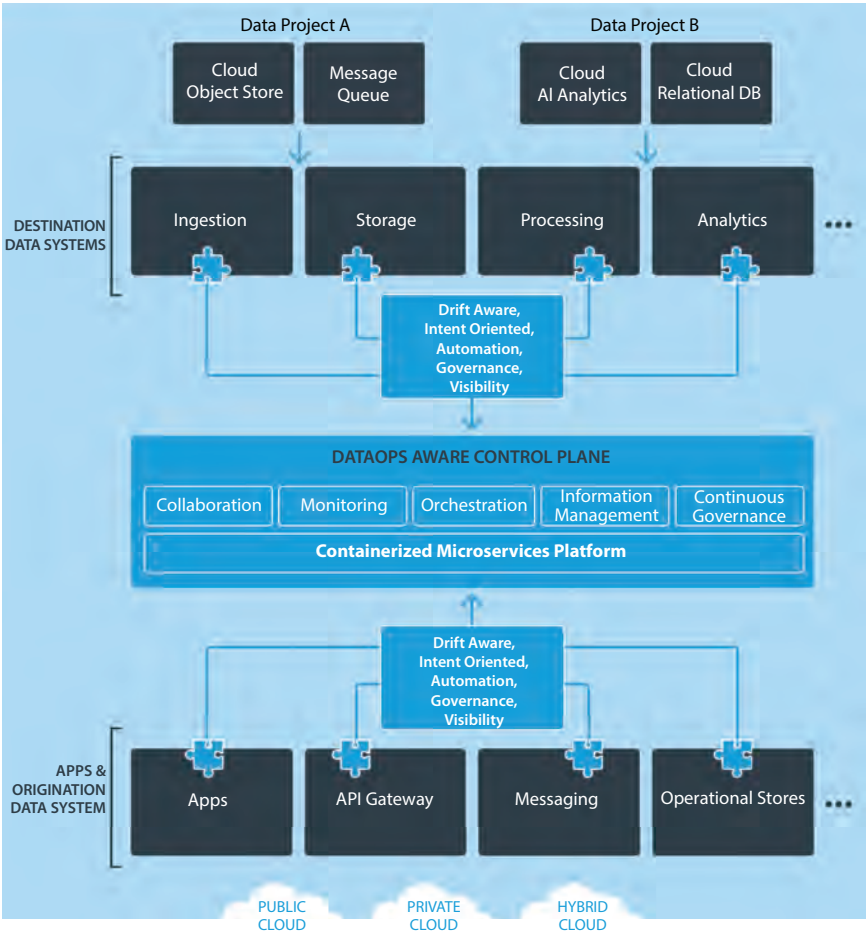 Data Project A
Data Project B
Cloud
Object Store
Message
Queue
Cloud
AI Analytics
Cloud
Relational DB
DESTINATION
DATA SYSTEMS
Ingestion
Storage
Processing
Analytics
Drift Aware,
Intent Oriented,
Automation,
Governance,
Visibility
DATAOPS AWARE CONTROL PLANE
Collaboration
Monitoring
Orchestration
Information
Management
Continuous
Governance
Containerized Microservices Platform
Drift Aware,
Intent Oriented,
Automation,
Governance,
Visibility
APPS &
ORIGINATION
DATA SYSTEM
Apps
API Gateway
Messaging
Operational Stores
PUBLIC
CLOUD
PRIVATE
CLOUD
HYBRID
CLOUD